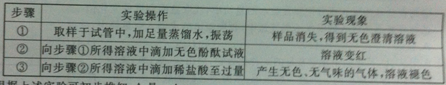 步骤 实验操作 实验现象
① 取样于试管中,加足量蒸馏水,振荡 样品消失,得到无色澄清溶液
② 向步骤①所得溶液中滴加无色酚酞试液 溶液变红
③ 向步骤②所得溶液中滴加稀盐酸至过量 产生无色、无气味的气体,溶液褪色